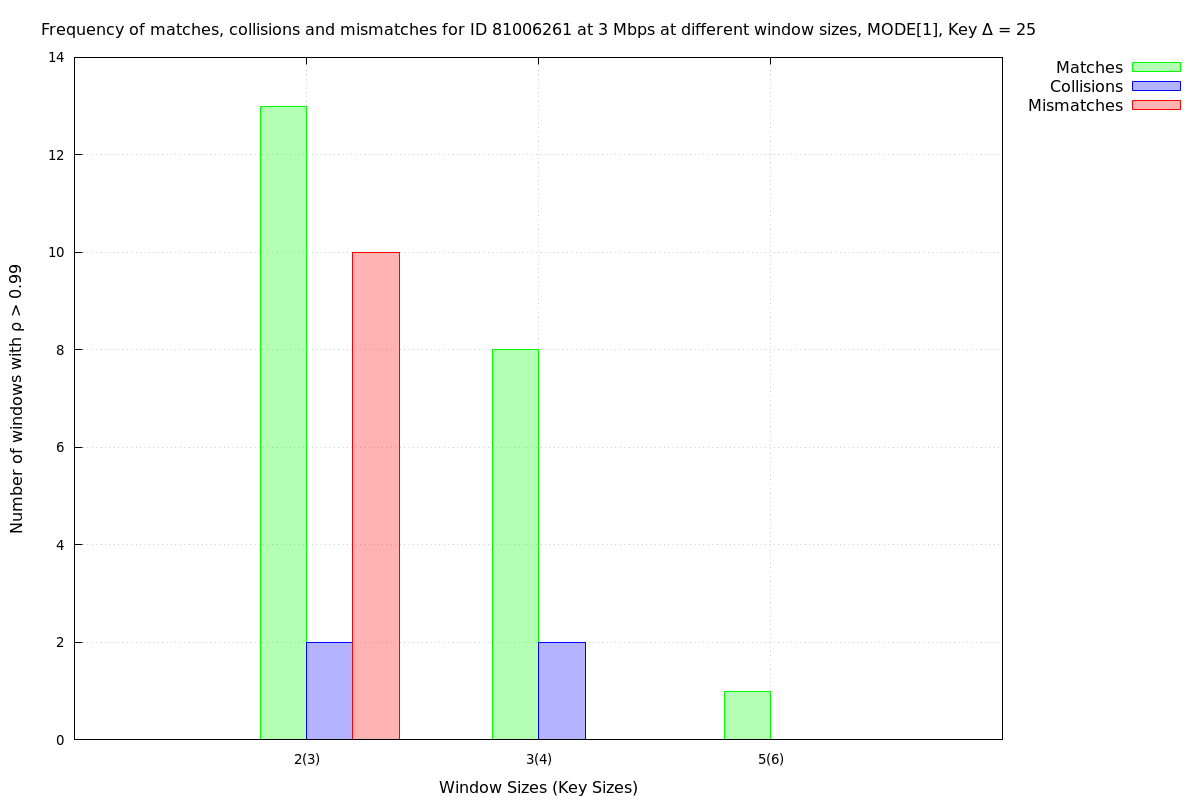 Frequency of matches, collisions and mismatches for ID 81006261 at 3 Mbps at different window sizes, MODE[1], Key Δ = 25
Matches
Collisions
Mismatches
Number of windows with ρ > 0.99
14
12
10
8
6
4
2
0
2(3) 3(4) 5(6)
Window Sizes (Key Sizes)